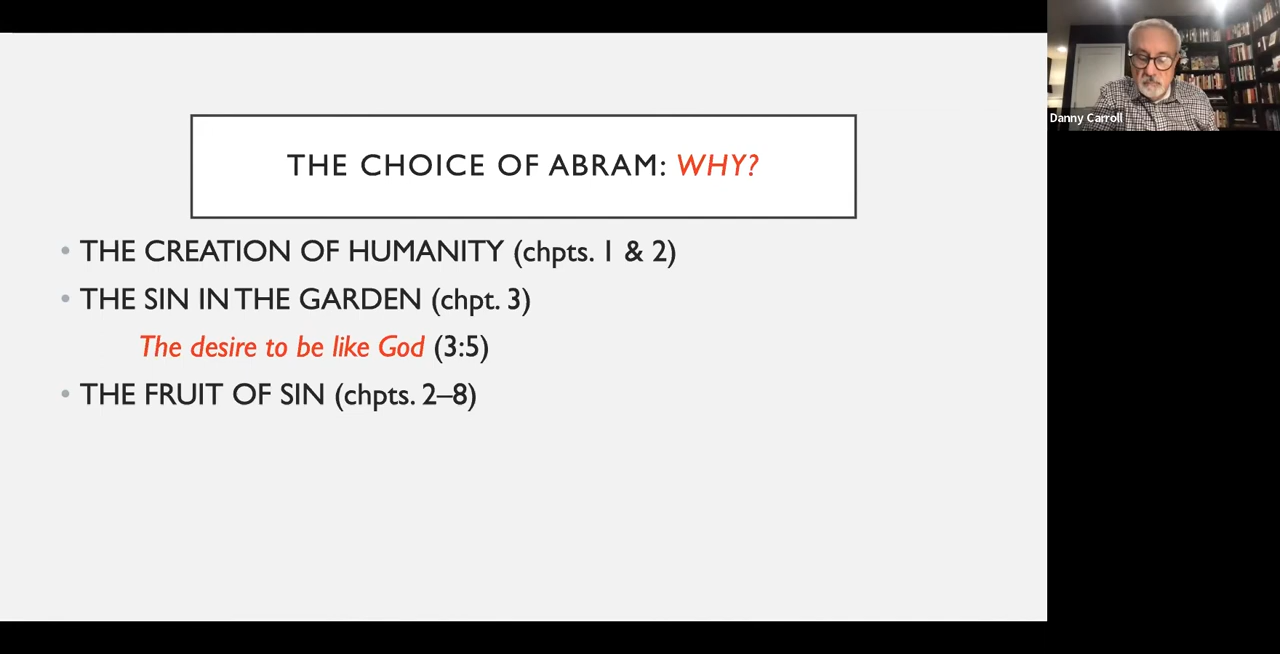 THE CHOICE OF ABRAM: WHY?
• THE CREATION OF HUMANITY (chpts. 1 & 2)
• THE SIN IN THE GARDEN (chpt. 3)
The desire to be like God (3:5)
• THE FRUIT OF SIN (chpts. 2–8)
Danny Carroll